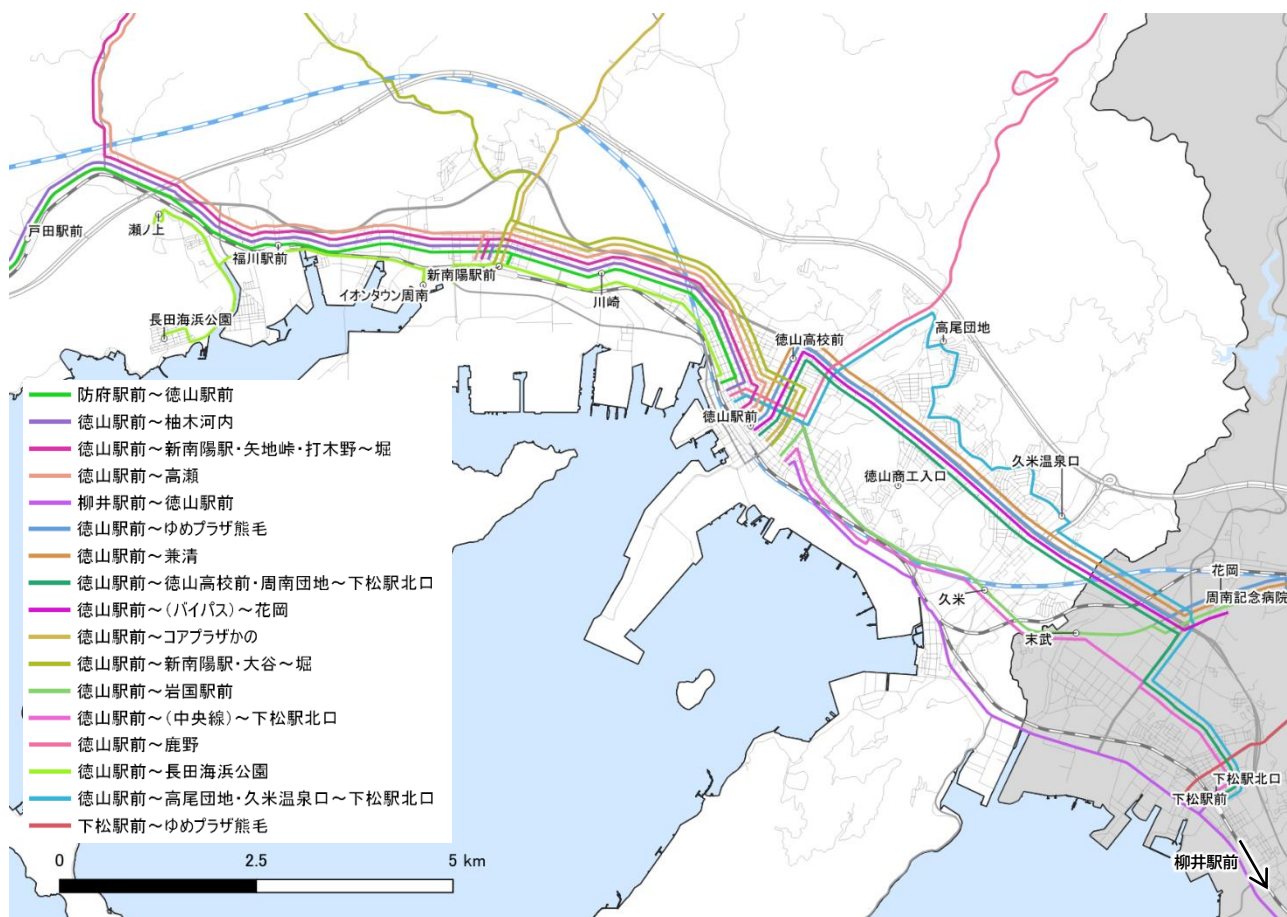 戸田駅前
瀬ノ上
福川駅前
新南陽駅前
イオンタウン周南
川崎
長田海浜公園
徳山高校前
高尾団地
徳山駅前
久米温泉口
徳山商工入口
花岡
周南記念病院
久米
末武
下松駅北口
下松駅前
柳井駅前
防府駅前～徳山駅前
徳山駅前～柚木河内
徳山駅前～新南陽駅・矢地峠・打木野～堀
徳山駅前～高瀬
柳井駅前～徳山駅前
徳山駅前～ゆめプラザ熊毛
徳山駅前～兼清
徳山駅前～徳山高校前・周南団地～下松駅北口
徳山駅前～(バイパス)～花岡
徳山駅前～コアプラザかの
徳山駅前～新南陽駅・大谷～堀
徳山駅前～岩国駅前
徳山駅前～(中央線)～下松駅北口
徳山駅前～鹿野
徳山駅前～長田海浜公園
徳山駅前～高尾団地・久米温泉口～下松駅北口
下松駅前～ゆめプラザ熊毛
0 2.5 5 km